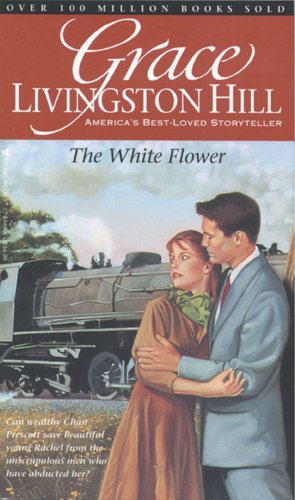 OVER 100 MILLION BOOKS SOLD
Grace
LIVINGSTON HILL
AMERICA'S BEST-LOVED STORYTELLER
The White Flower
Can wealthy Chan
Prescott save beautiful
young Rachel from the
unscrupulous men who
have abducted her?